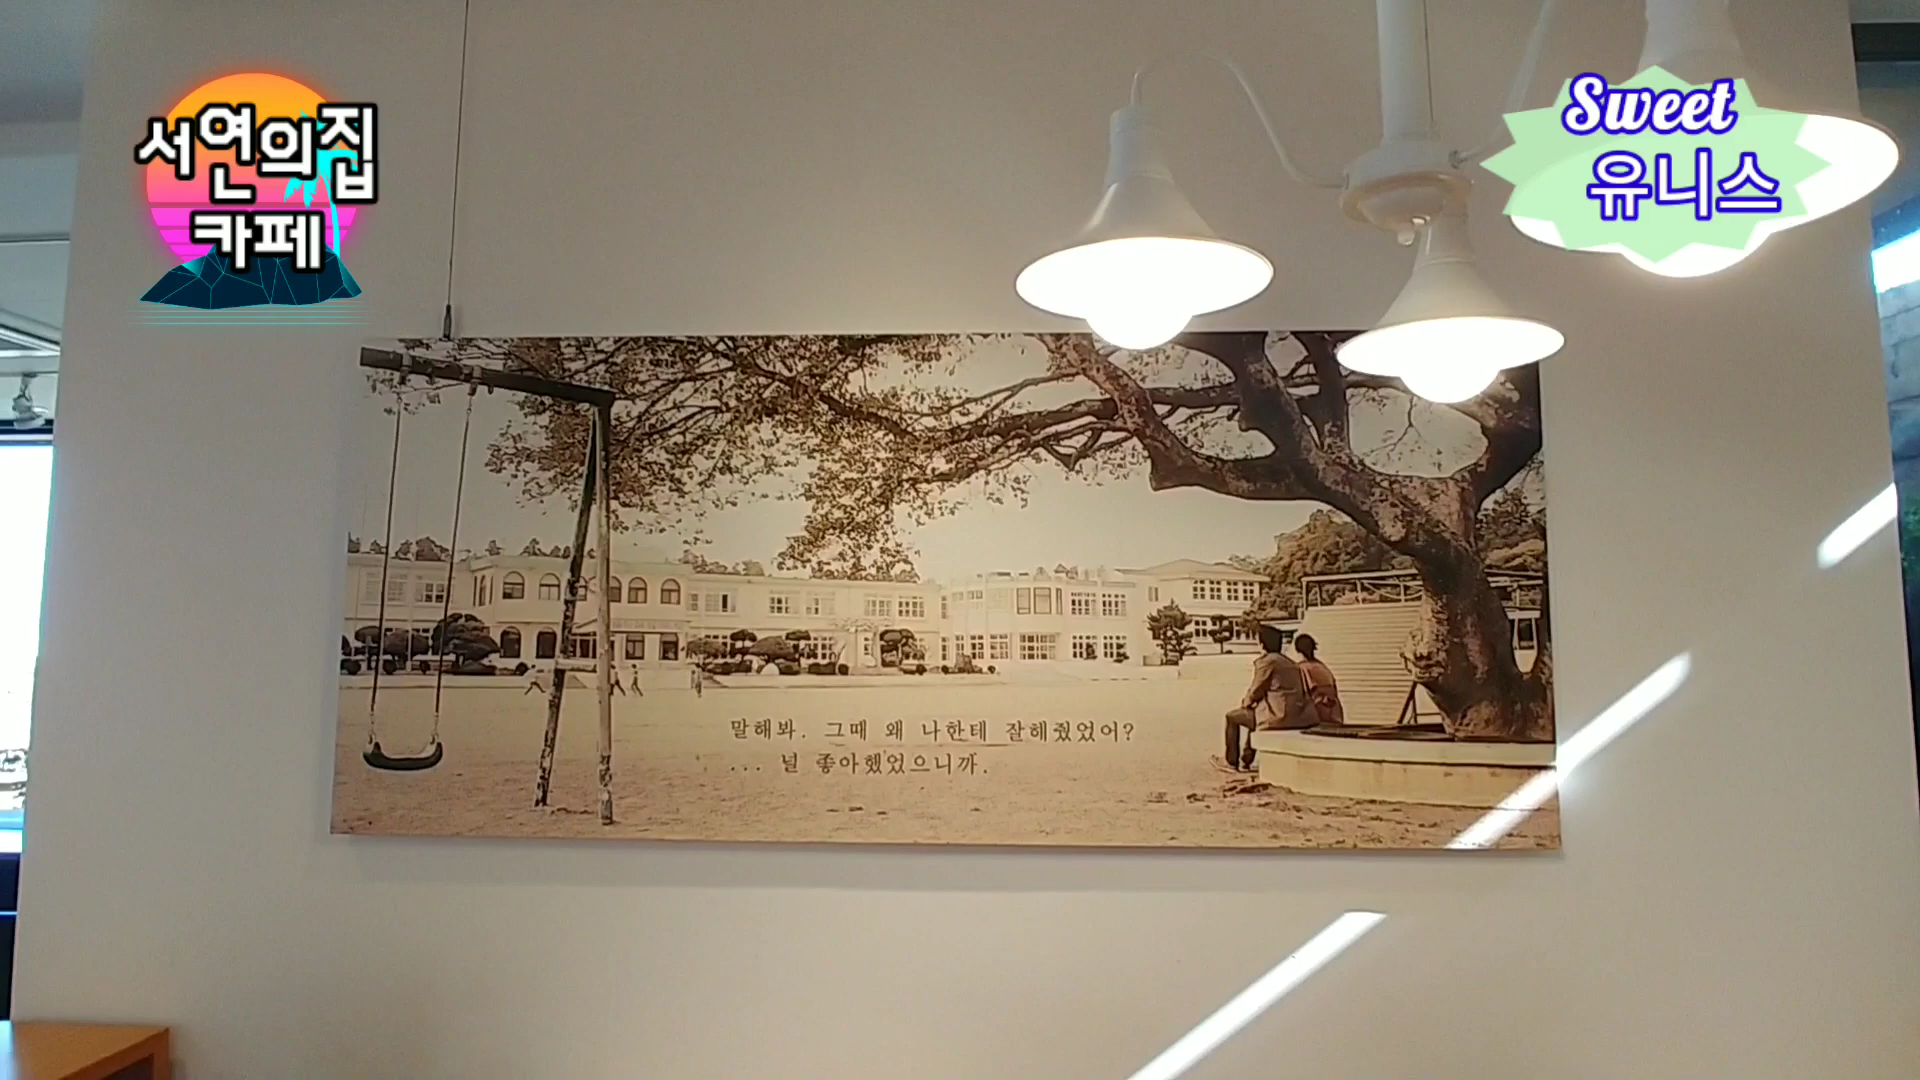 서연의집
카페
Sweet
유니스
말해봐. 그때 왜 나한테 잘해줬었어?
... 널 좋아했었으니까.